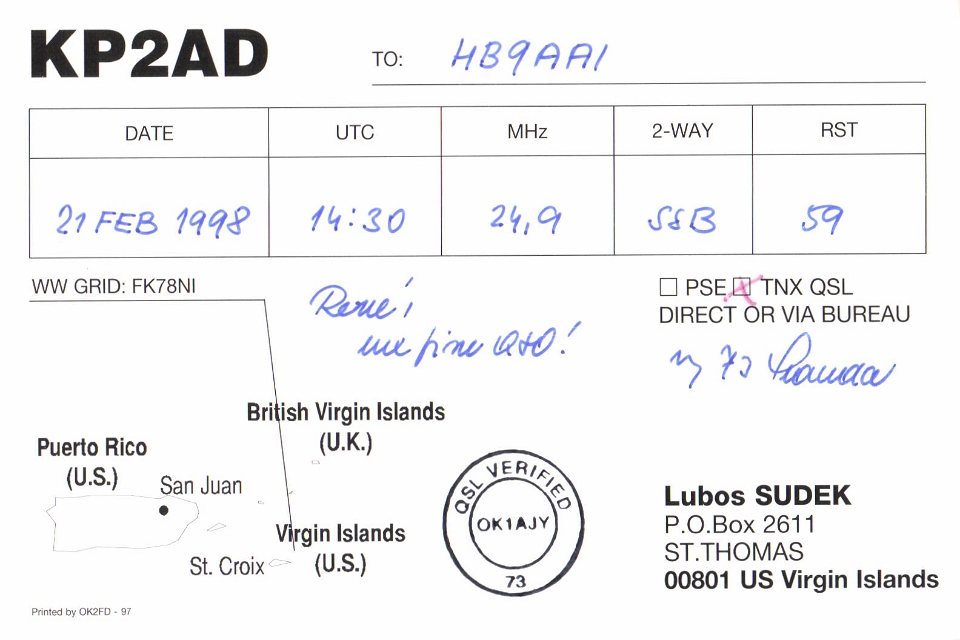 KP2AD
TO: HB9AAI
DATE UTC MHz 2-WAY RST
21 FEB 1998 14:30 24,9 SSB 59
WW GRID: FK78NI
René!
fine QSO!
PSE TNX QSL
DIRECT OR VIA BUREAU
73
British Virgin Islands
(U.K.)
Puerto Rico
(U.S.)
San Juan
Virgin Islands
(U.S.)
St. Croix
QSL VERIFIED
OK1AJY
73
Lubos SUDEK
P.O.Box 2611
ST.THOMAS
00801 US Virgin Islands
Printed by OK2FD - 97